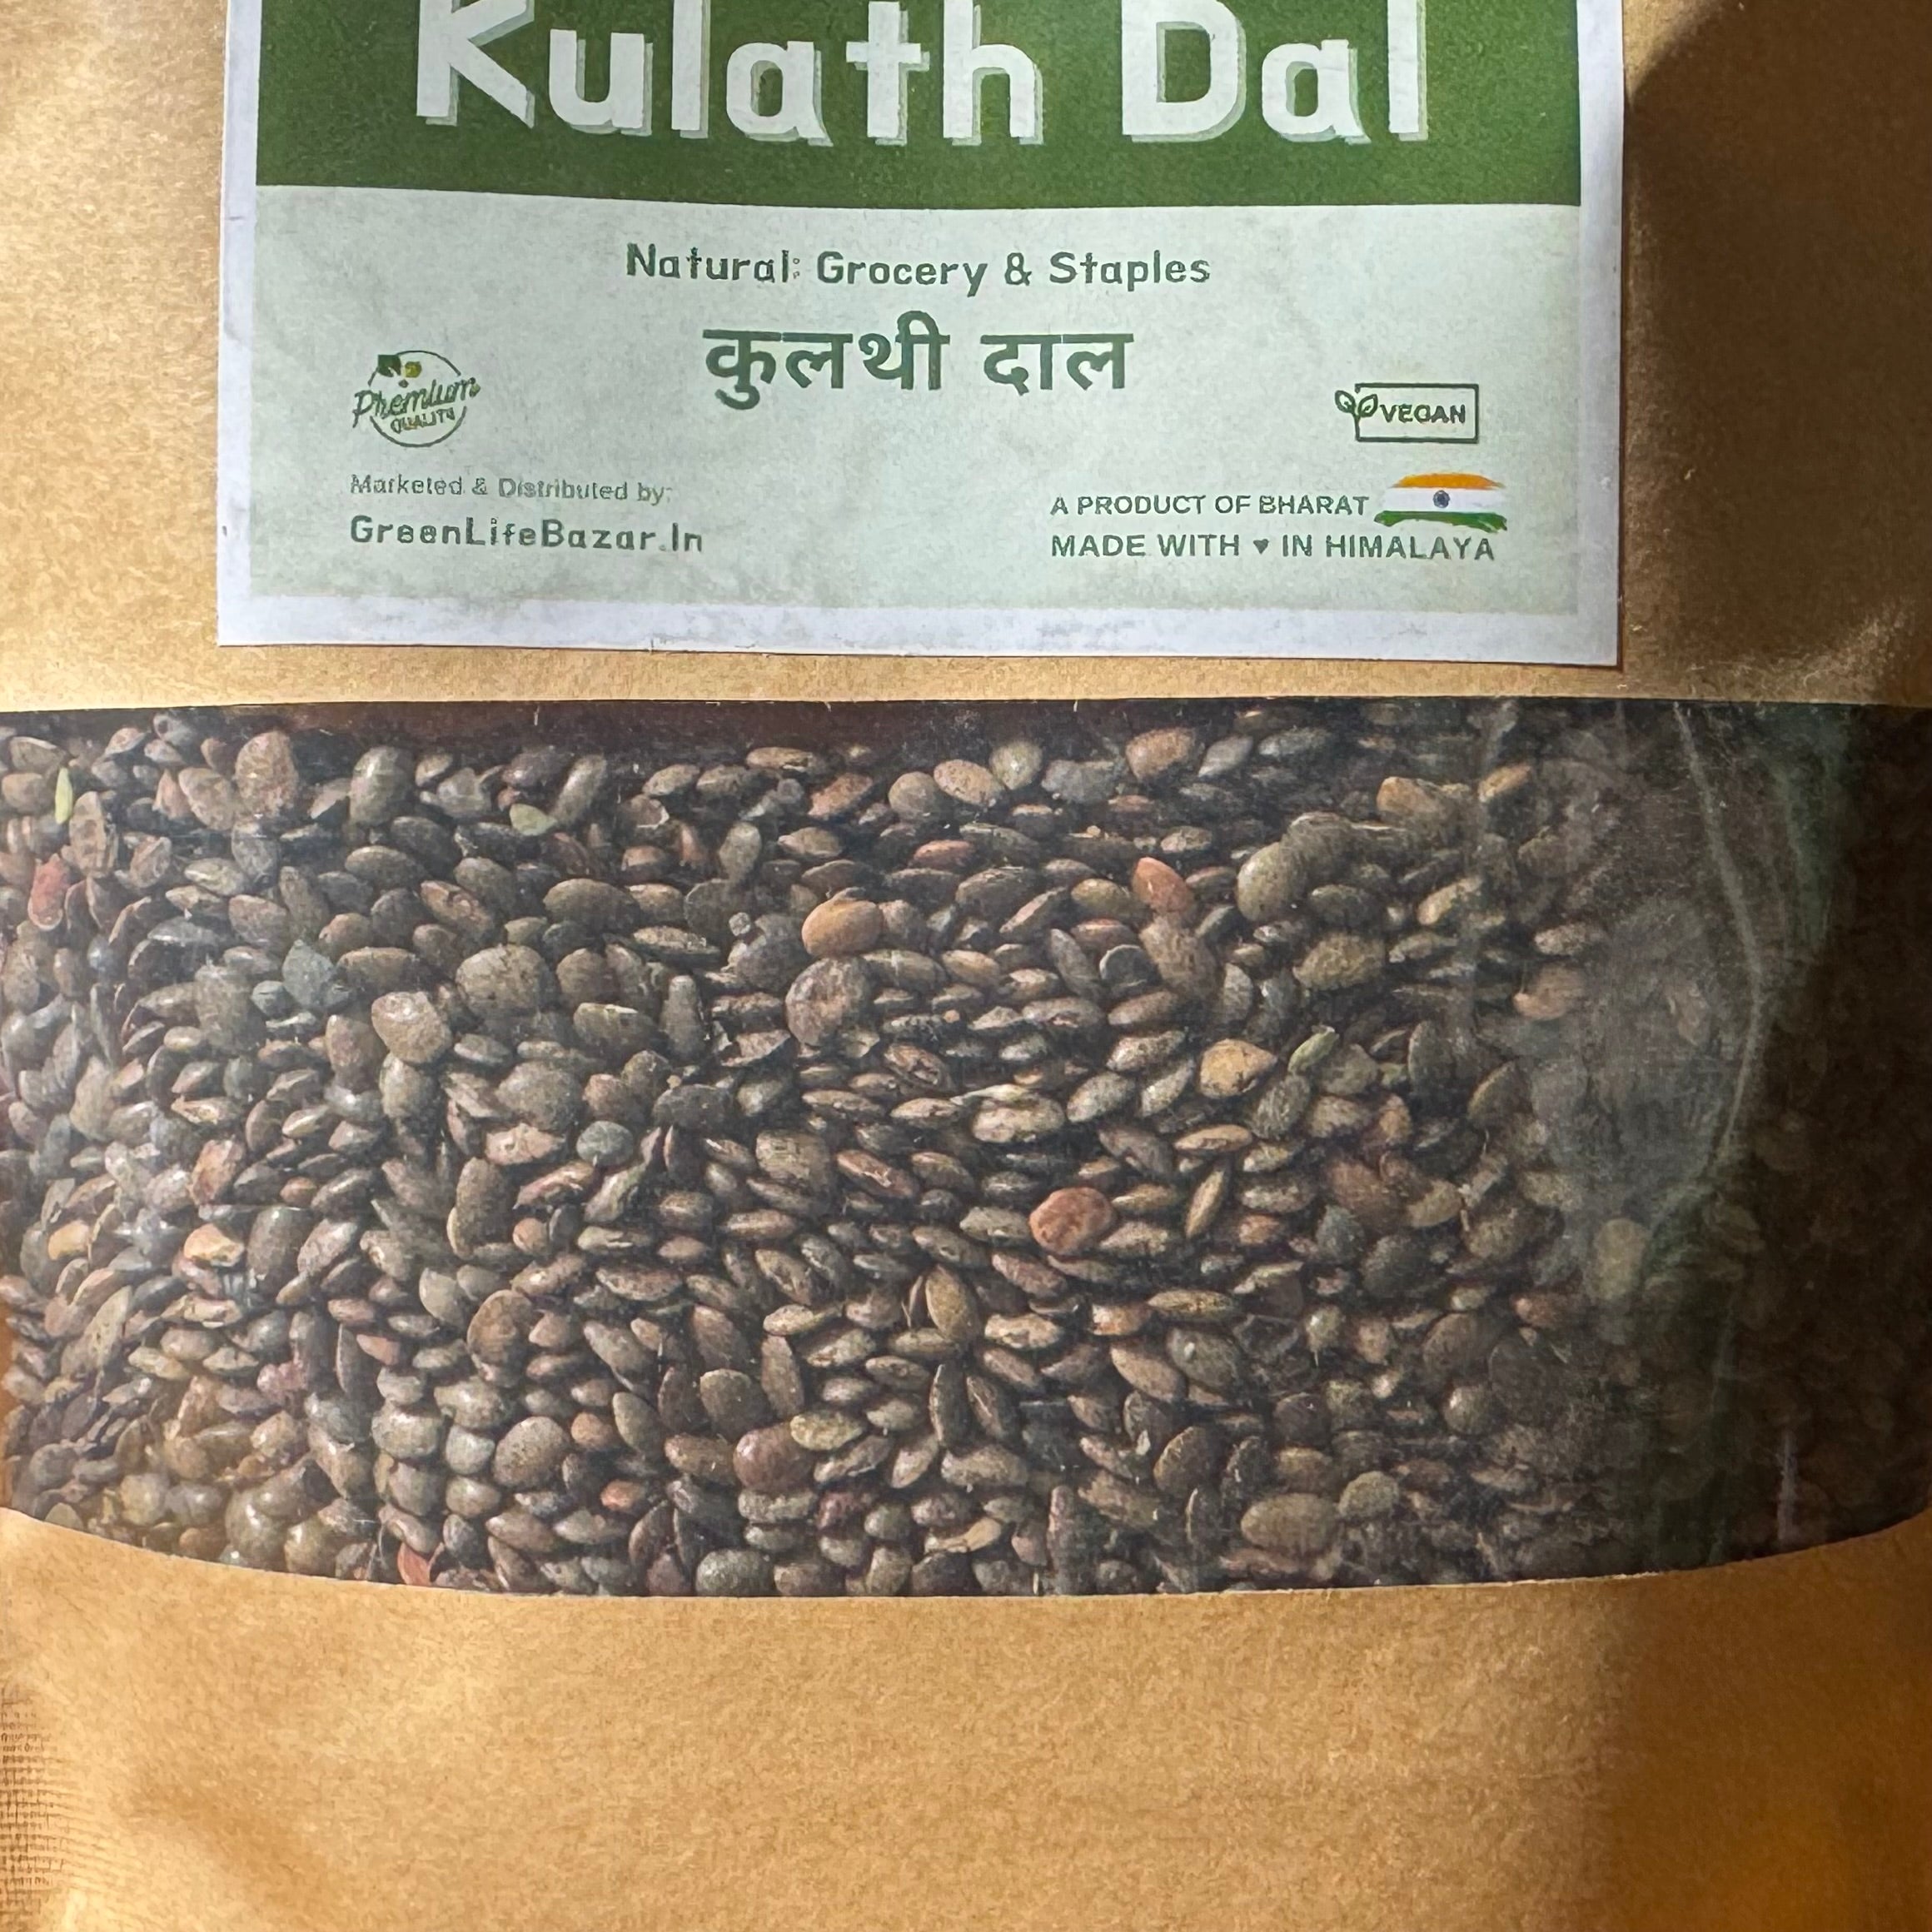 Kulath Dal
Natural: Grocery & Staples
कुलथी दाल
Premium
QUALITY
VEGAN
Marketed & Distributed by:
GreenLifeBazar.In
A PRODUCT OF BHARAT
MADE WITH ♥ IN HIMALAYA